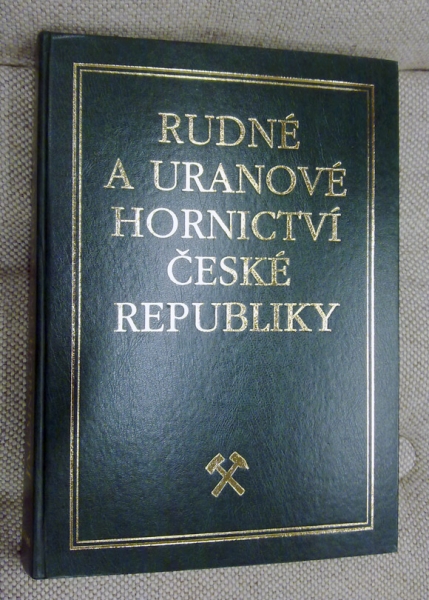 RUDNÉ
A URANOVÉ
HORNICTVÍ
ČESKÉ
REPUBLIKY